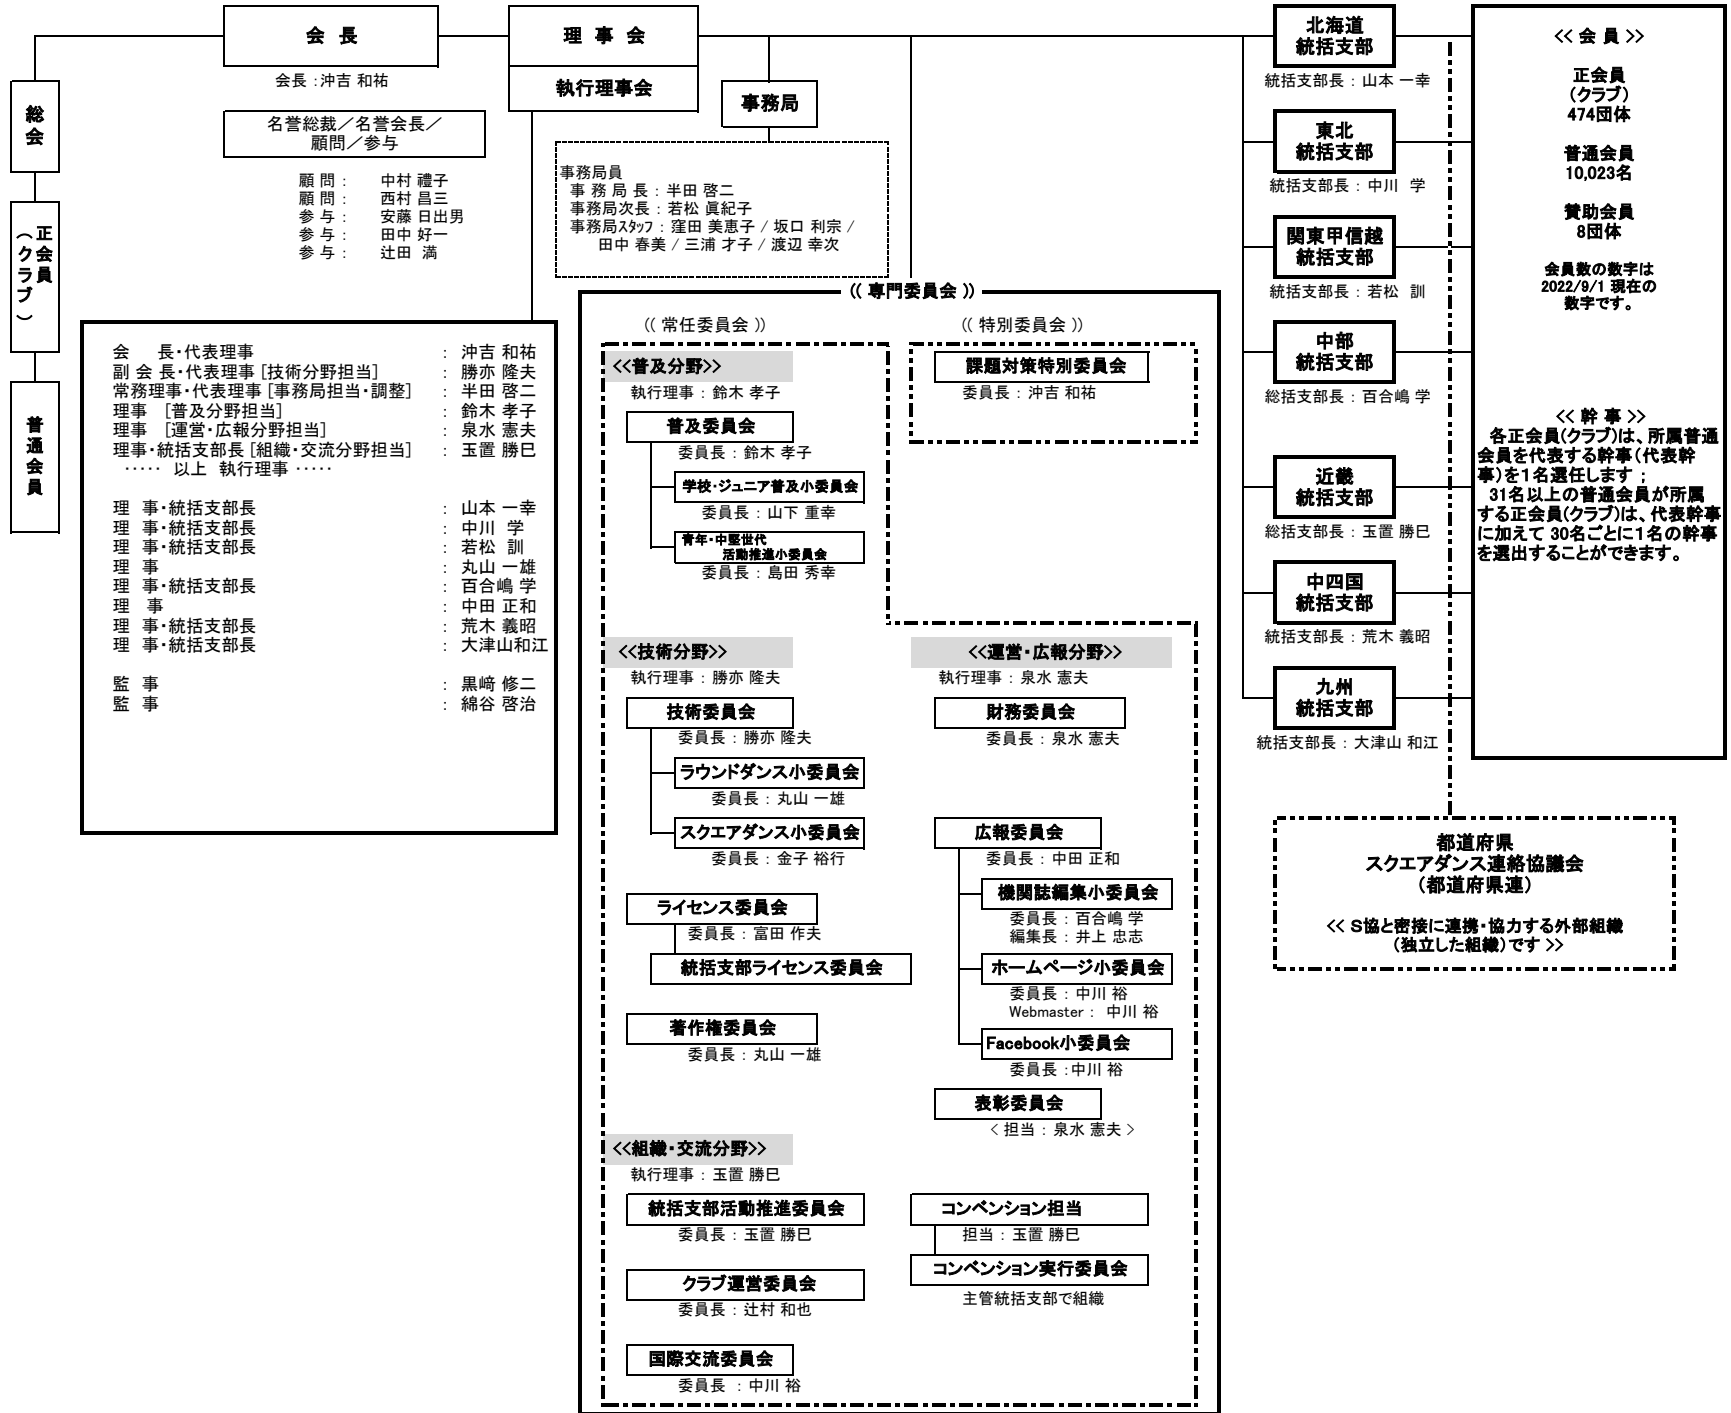 会 長
会長 :沖吉 和祐
名誉総裁／名誉会長／
顧問／参与
顧 問 : 中村 禮子
顧 問 : 西村 昌三
参 与 : 安藤 日出男
参 与 : 田中 好一
参 与 : 辻田 満
総会
正会員
（クラブ）
普通会員
理 事 会
執行理事会
事務局
事務局員
事 務 局 長 : 半田 啓二
事務局次長 : 若松 眞紀子
事務局スタッフ : 窪田 美恵子 / 坂口 利宗 /
田中 春美 / 三浦 才子 / 渡辺 幸次
会 長・代表理事 : 沖吉 和祐
副 会 長・代表理事 [技術分野担当] : 勝亦 隆夫
常務理事・代表理事 [事務局担当・調整] : 半田 啓二
理事 [普及分野担当] : 鈴木 孝子
理事 [運営・広報分野担当] : 泉水 憲夫
理事・統括支部長 [組織・交流分野担当] : 玉置 勝巳
‥‥‥ 以上 執行理事 ‥‥‥
理 事・統括支部長 : 山本 一幸
理 事・統括支部長 : 中川 学
理 事・統括支部長 : 若松 訓
理 事 : 丸山 一雄
理 事・統括支部長 : 百合嶋 学
理 事 : 中田 正和
理 事・統括支部長 : 荒木 義昭
理 事・統括支部長 : 大津山和江
監 事 : 黒﨑 修二
監 事 : 綿谷 啓治
(( 専門委員会 ))
(( 常任委員会 ))
<<普及分野>>
執行理事 : 鈴木 孝子
普及委員会
委員長 : 鈴木 孝子
学校・ジュニア普及小委員会
委員長 : 山下 重幸
青年・中堅世代
活動推進小委員会
委員長 : 島田 秀幸
(( 特別委員会 ))
課題対策特別委員会
委員長 : 沖吉 和祐
<<技術分野>>
執行理事 : 勝亦 隆夫
技術委員会
委員長 : 勝亦 隆夫
ラウンドダンス小委員会
委員長 : 丸山 一雄
スクエアダンス小委員会
委員長 : 金子 裕行
ライセンス委員会
委員長 : 富田 作夫
統括支部ライセンス委員会
著作権委員会
委員長 : 丸山 一雄
<<運営・広報分野>>
執行理事 : 泉水 憲夫
財務委員会
委員長 : 泉水 憲夫
広報委員会
委員長 : 中田 正和
機関誌編集小委員会
委員長 : 百合嶋 学
編集長 : 井上 忠志
ホームページ小委員会
委員長 : 中川 裕
Webmaster : 中川 裕
Facebook小委員会
委員長 :中川 裕
表彰委員会
< 担当 : 泉水 憲夫 >
<<組織・交流分野>>
執行理事 : 玉置 勝巳
統括支部活動推進委員会
委員長 : 玉置 勝巳
クラブ運営委員会
委員長 : 辻村 和也
国際交流委員会
委員長 : 中川 裕
コンベンション担当
担当 : 玉置 勝巳
コンベンション実行委員会
主管統括支部で組織
北海道
統括支部
統括支部長 : 山本 一幸
東北
統括支部
統括支部長 : 中川 学
関東甲信越
統括支部
統括支部長 : 若松 訓
中部
統括支部
総括支部長 : 百合嶋 学
近畿
統括支部
総括支部長 : 玉置 勝巳
中四国
統括支部
統括支部長 : 荒木 義昭
九州
統括支部
統括支部長 : 大津山 和江
<< 会 員 >>
正会員
（クラブ）
474団体
普通会員
10,023名
賛助会員
8団体
会員数の数字は
2022/9/1 現在の
数字です。
<< 幹 事 >>
各正会員(クラブ)は、所属普通
会員を代表する幹事(代表幹
事)を1名選任します ;
31名以上の普通会員が所属
する正会員(クラブ)は、代表幹事
に加えて 30名ごとに1名の幹事
を選出することができます。
都道府県
スクエアダンス連絡協議会
（都道府県連）
<< Ｓ協と密接に連携・協力する外部組織
（独立した組織）です >>